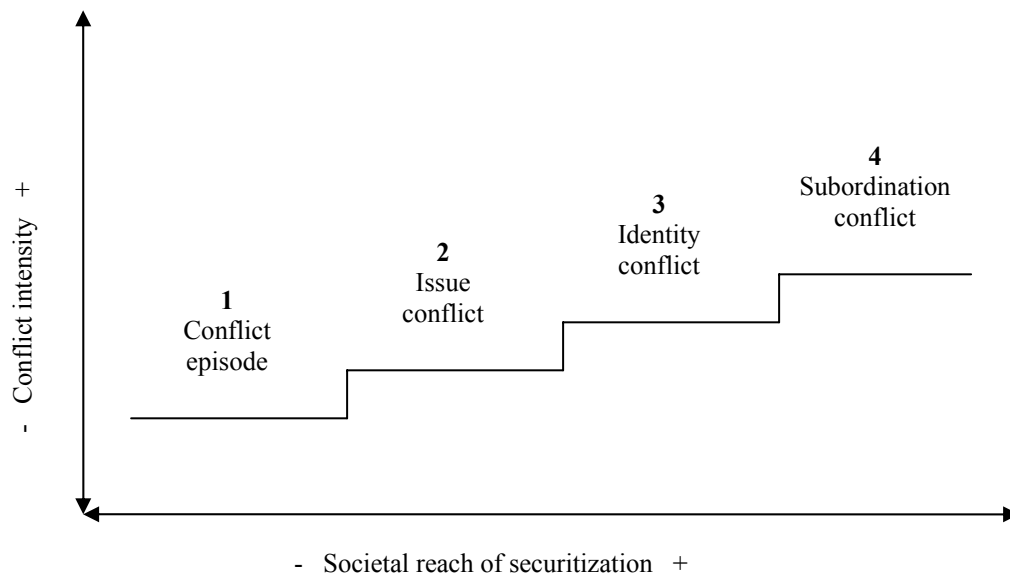 4
Subordination
conflict
3
Identity
conflict
2
Issue
conflict
1
Conflict
episode
- Conflict intensity +
- Societal reach of securitization +